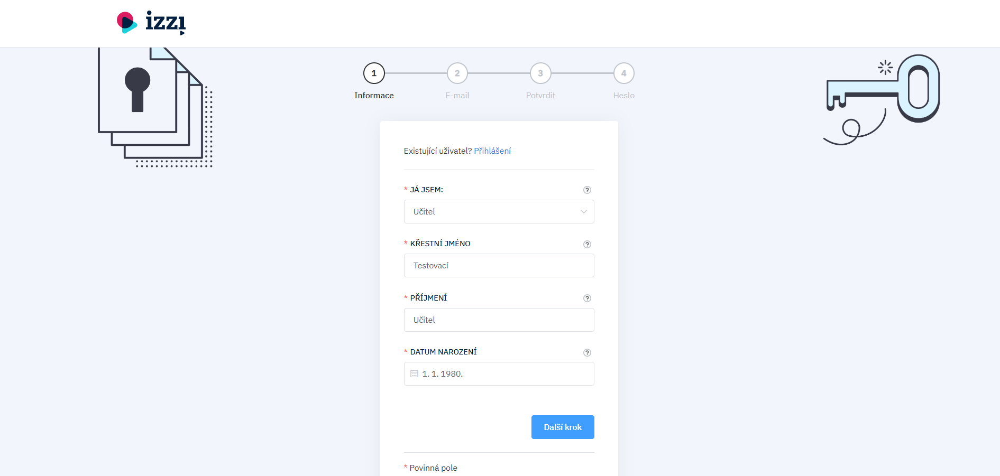 izzi
1
2
3
4
Informace
E-mail
Potvrdit
Heslo
Existující uživatel? Přihlášení
* JÁ JSEM:
Učitel
* KŘESTNÍ JMÉNO
Testovací
* PŘÍJMENÍ
Učitel
* DATUM NAROZENÍ
1. 1. 1980.
Další krok
* Povinná pole